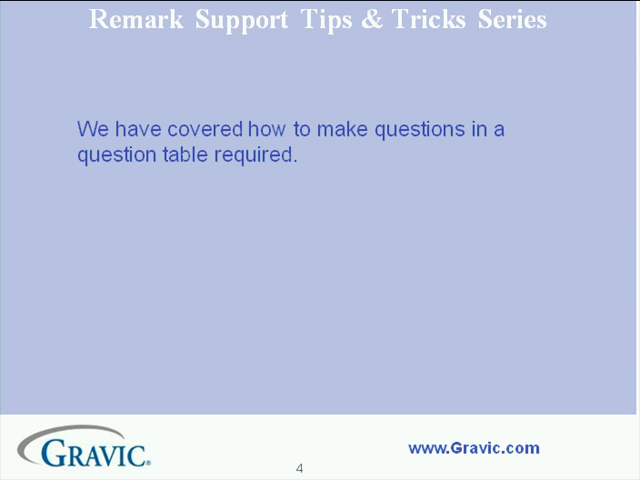 Remark Support Tips & Tricks Series
We have covered how to make questions in a
question table required.
GRAVIC®
www.Gravic.com
4